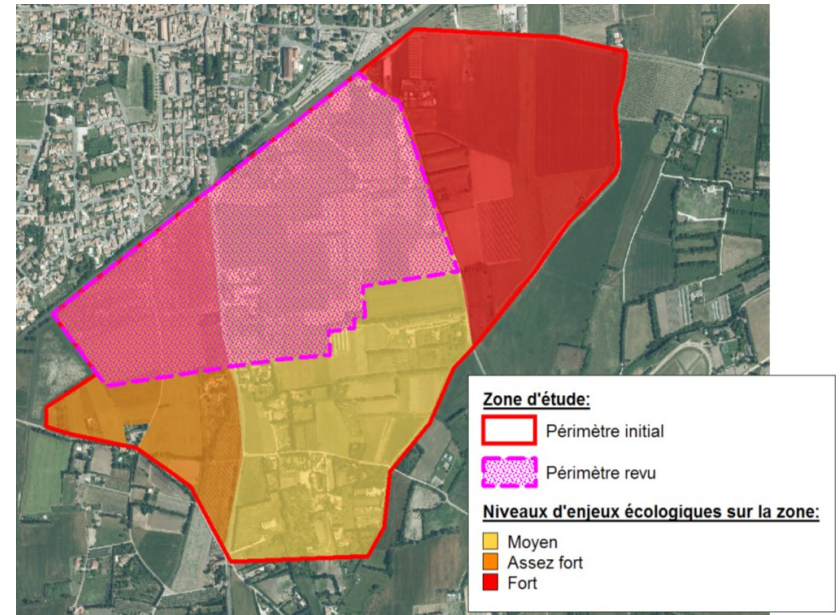 Zone d'étude:
Périmètre initial
Périmètre revu
Niveaux d'enjeux écologiques sur la zone:
Moyen
Assez fort
Fort